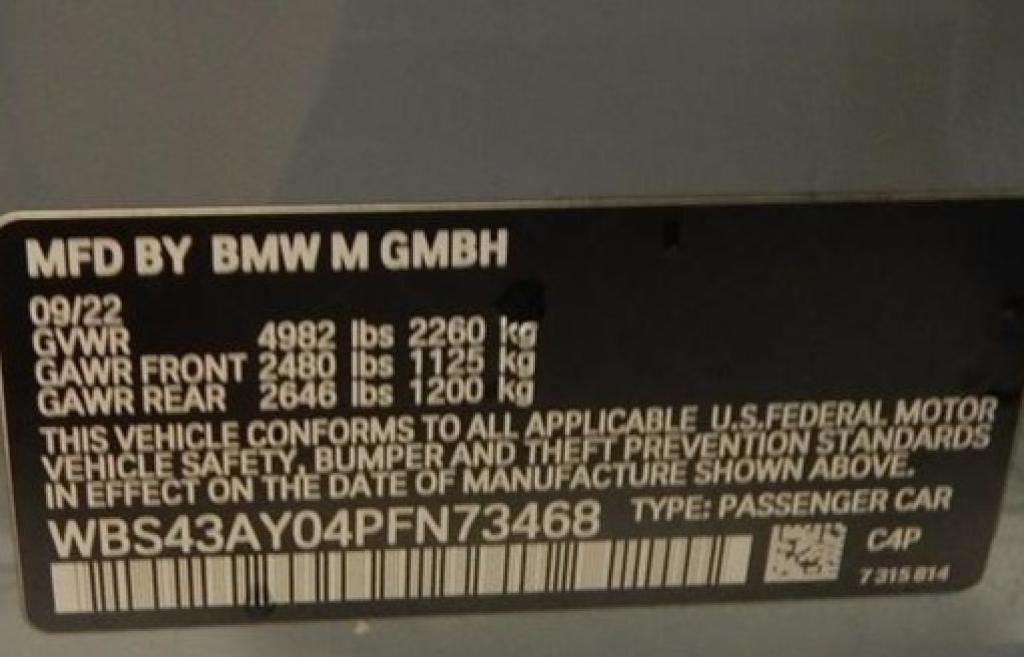 MFD BY BMW M GMBH
09/22
GVWR 4982 lbs 2260 kg
GAWR FRONT 2480 lbs 1125 kg
GAWR REAR 2646 lbs 1200 kg
THIS VEHICLE CONFORMS TO ALL APPLICABLE U.S.FEDERAL MOTOR
VEHICLE SAFETY, BUMPER AND THEFT PREVENTION STANDARDS
IN EFFECT ON THE DATE OF MANUFACTURE SHOWN ABOVE.
WBS43AY04PFN73468 TYPE: PASSENGER CAR
C4P
7 315 814